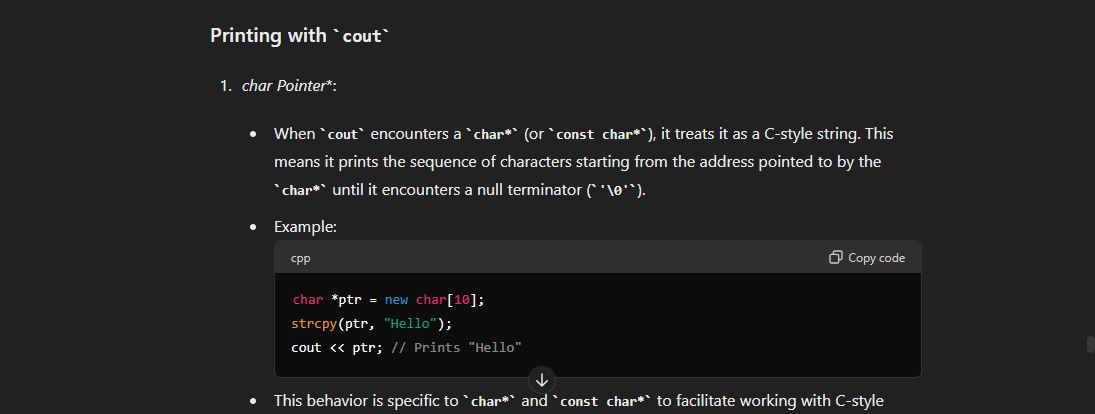 Printing with `cout`
1. char Pointer*:
• When `cout` encounters a `char*` (or `const char*`), it treats it as a C-style string. This
means it prints the sequence of characters starting from the address pointed to by the
`char*` until it encounters a null terminator (`'\0'`).
• Example:
cpp Copy code
char *ptr = new char[10];
strcpy(ptr, "Hello");
cout << ptr; // Prints "Hello"
• This behavior is specific to `char*` and `const char*` to facilitate working with C-style